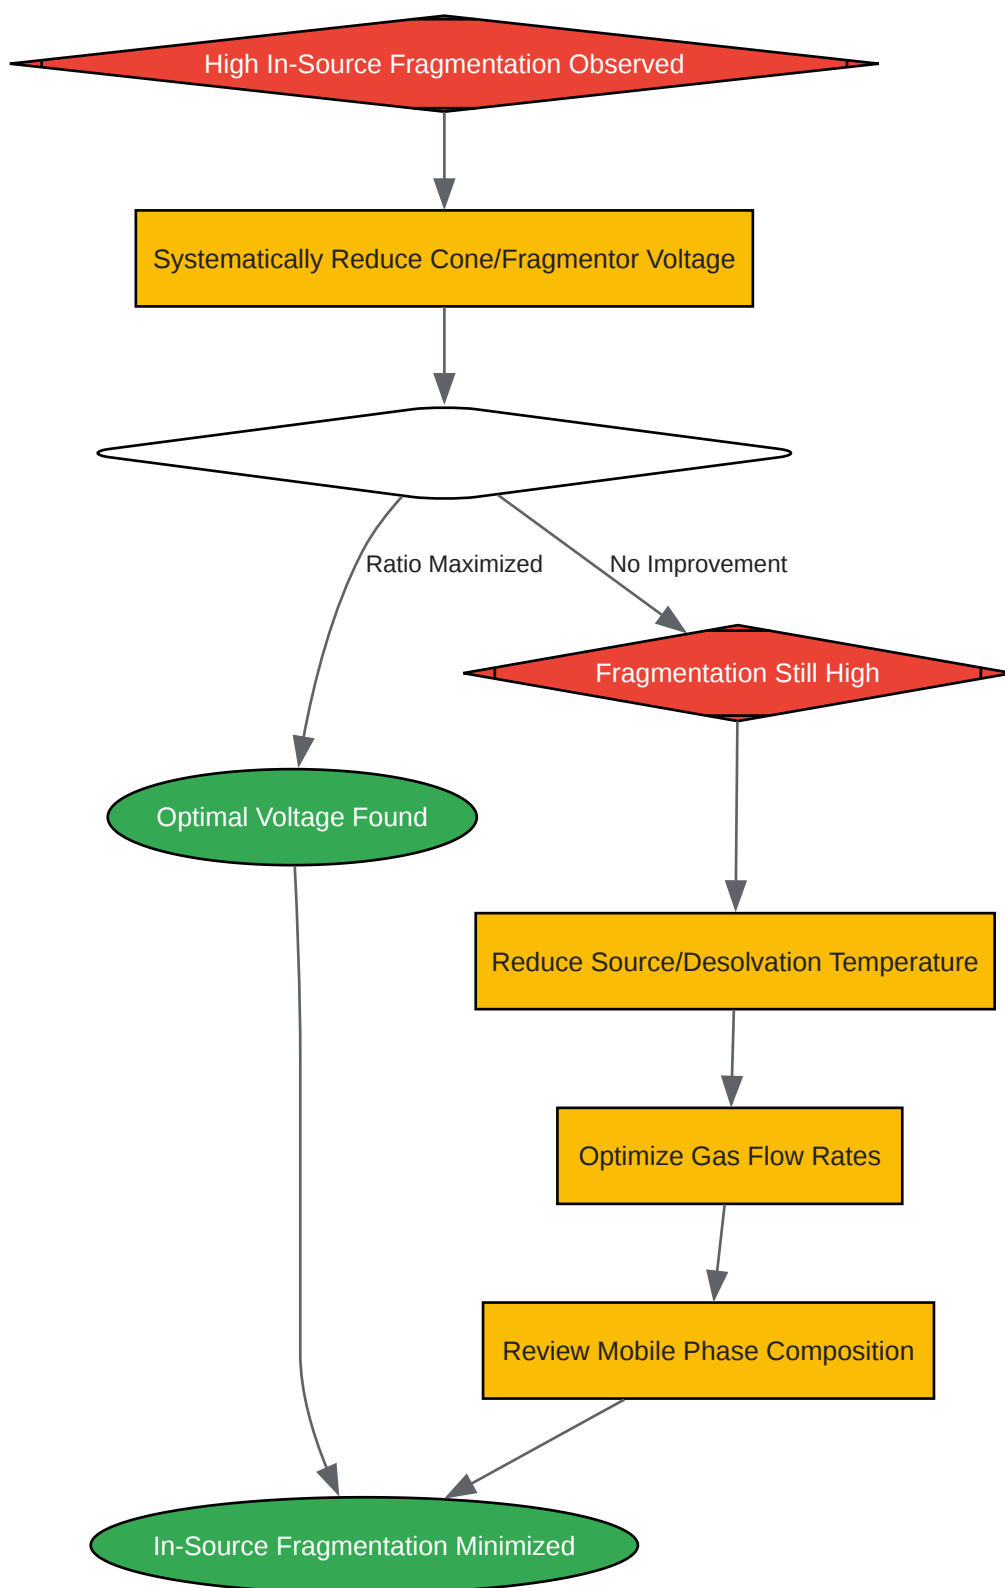 High In-Source Fragmentation Observed
Systematically Reduce Cone/Fragmentor Voltage
Ratio Maximized
No Improvement
Fragmentation Still High
Optimal Voltage Found
Reduce Source/Desolvation Temperature
Optimize Gas Flow Rates
Review Mobile Phase Composition
In-Source Fragmentation Minimized